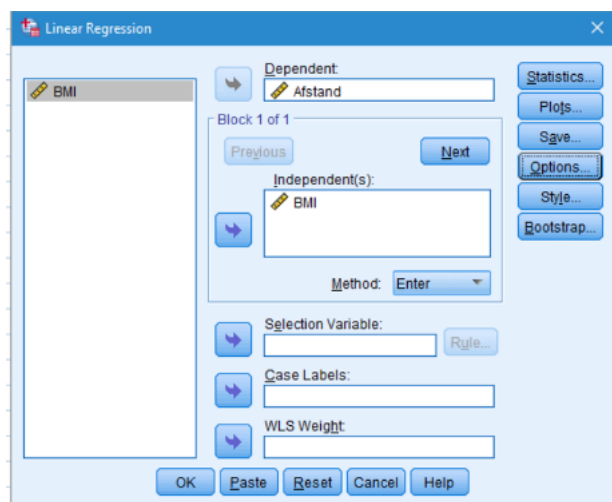 Linear Regression
BMI
Dependent:
Afstand
Block 1 of 1
Previous
Next
Independent(s):
BMI
Method:
Enter
Selection Variable:
Rule...
Case Labels:
WLS Weight:
Statistics...
Plots...
Save...
Options...
Style...
Bootstrap...
OK
Paste
Reset
Cancel
Help